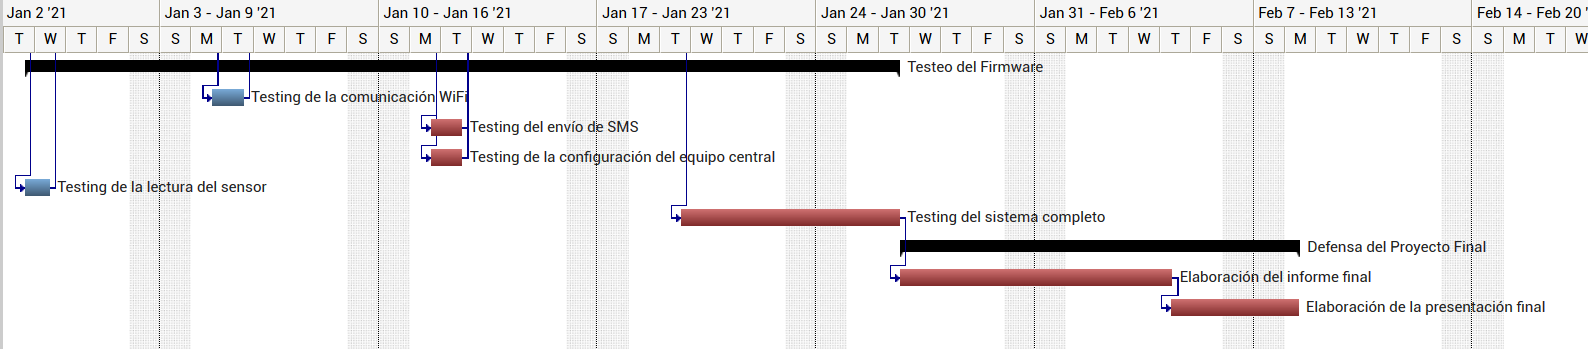 Jan 2 '21 Jan 3 - Jan 9 '21 Jan 10 - Jan 16 '21 Jan 17 - Jan 23 '21 Jan 24 - Jan 30 '21 Jan 31 - Feb 6 '21 Feb 7 - Feb 13 '21 Feb 14 - Feb 20 '
T W T F S S M T W T F S S M T W T F S S M T W T F S S M T W T F S S M T W T F S S M T W T F S S M T W
Testeo del Firmware
Testing de la comunicación WiFi
Testing del envío de SMS
Testing de la configuración del equipo central
Testing de la lectura del sensor
Testing del sistema completo
Defensa del Proyecto Final
Elaboración del informe final
Elaboración de la presentación final